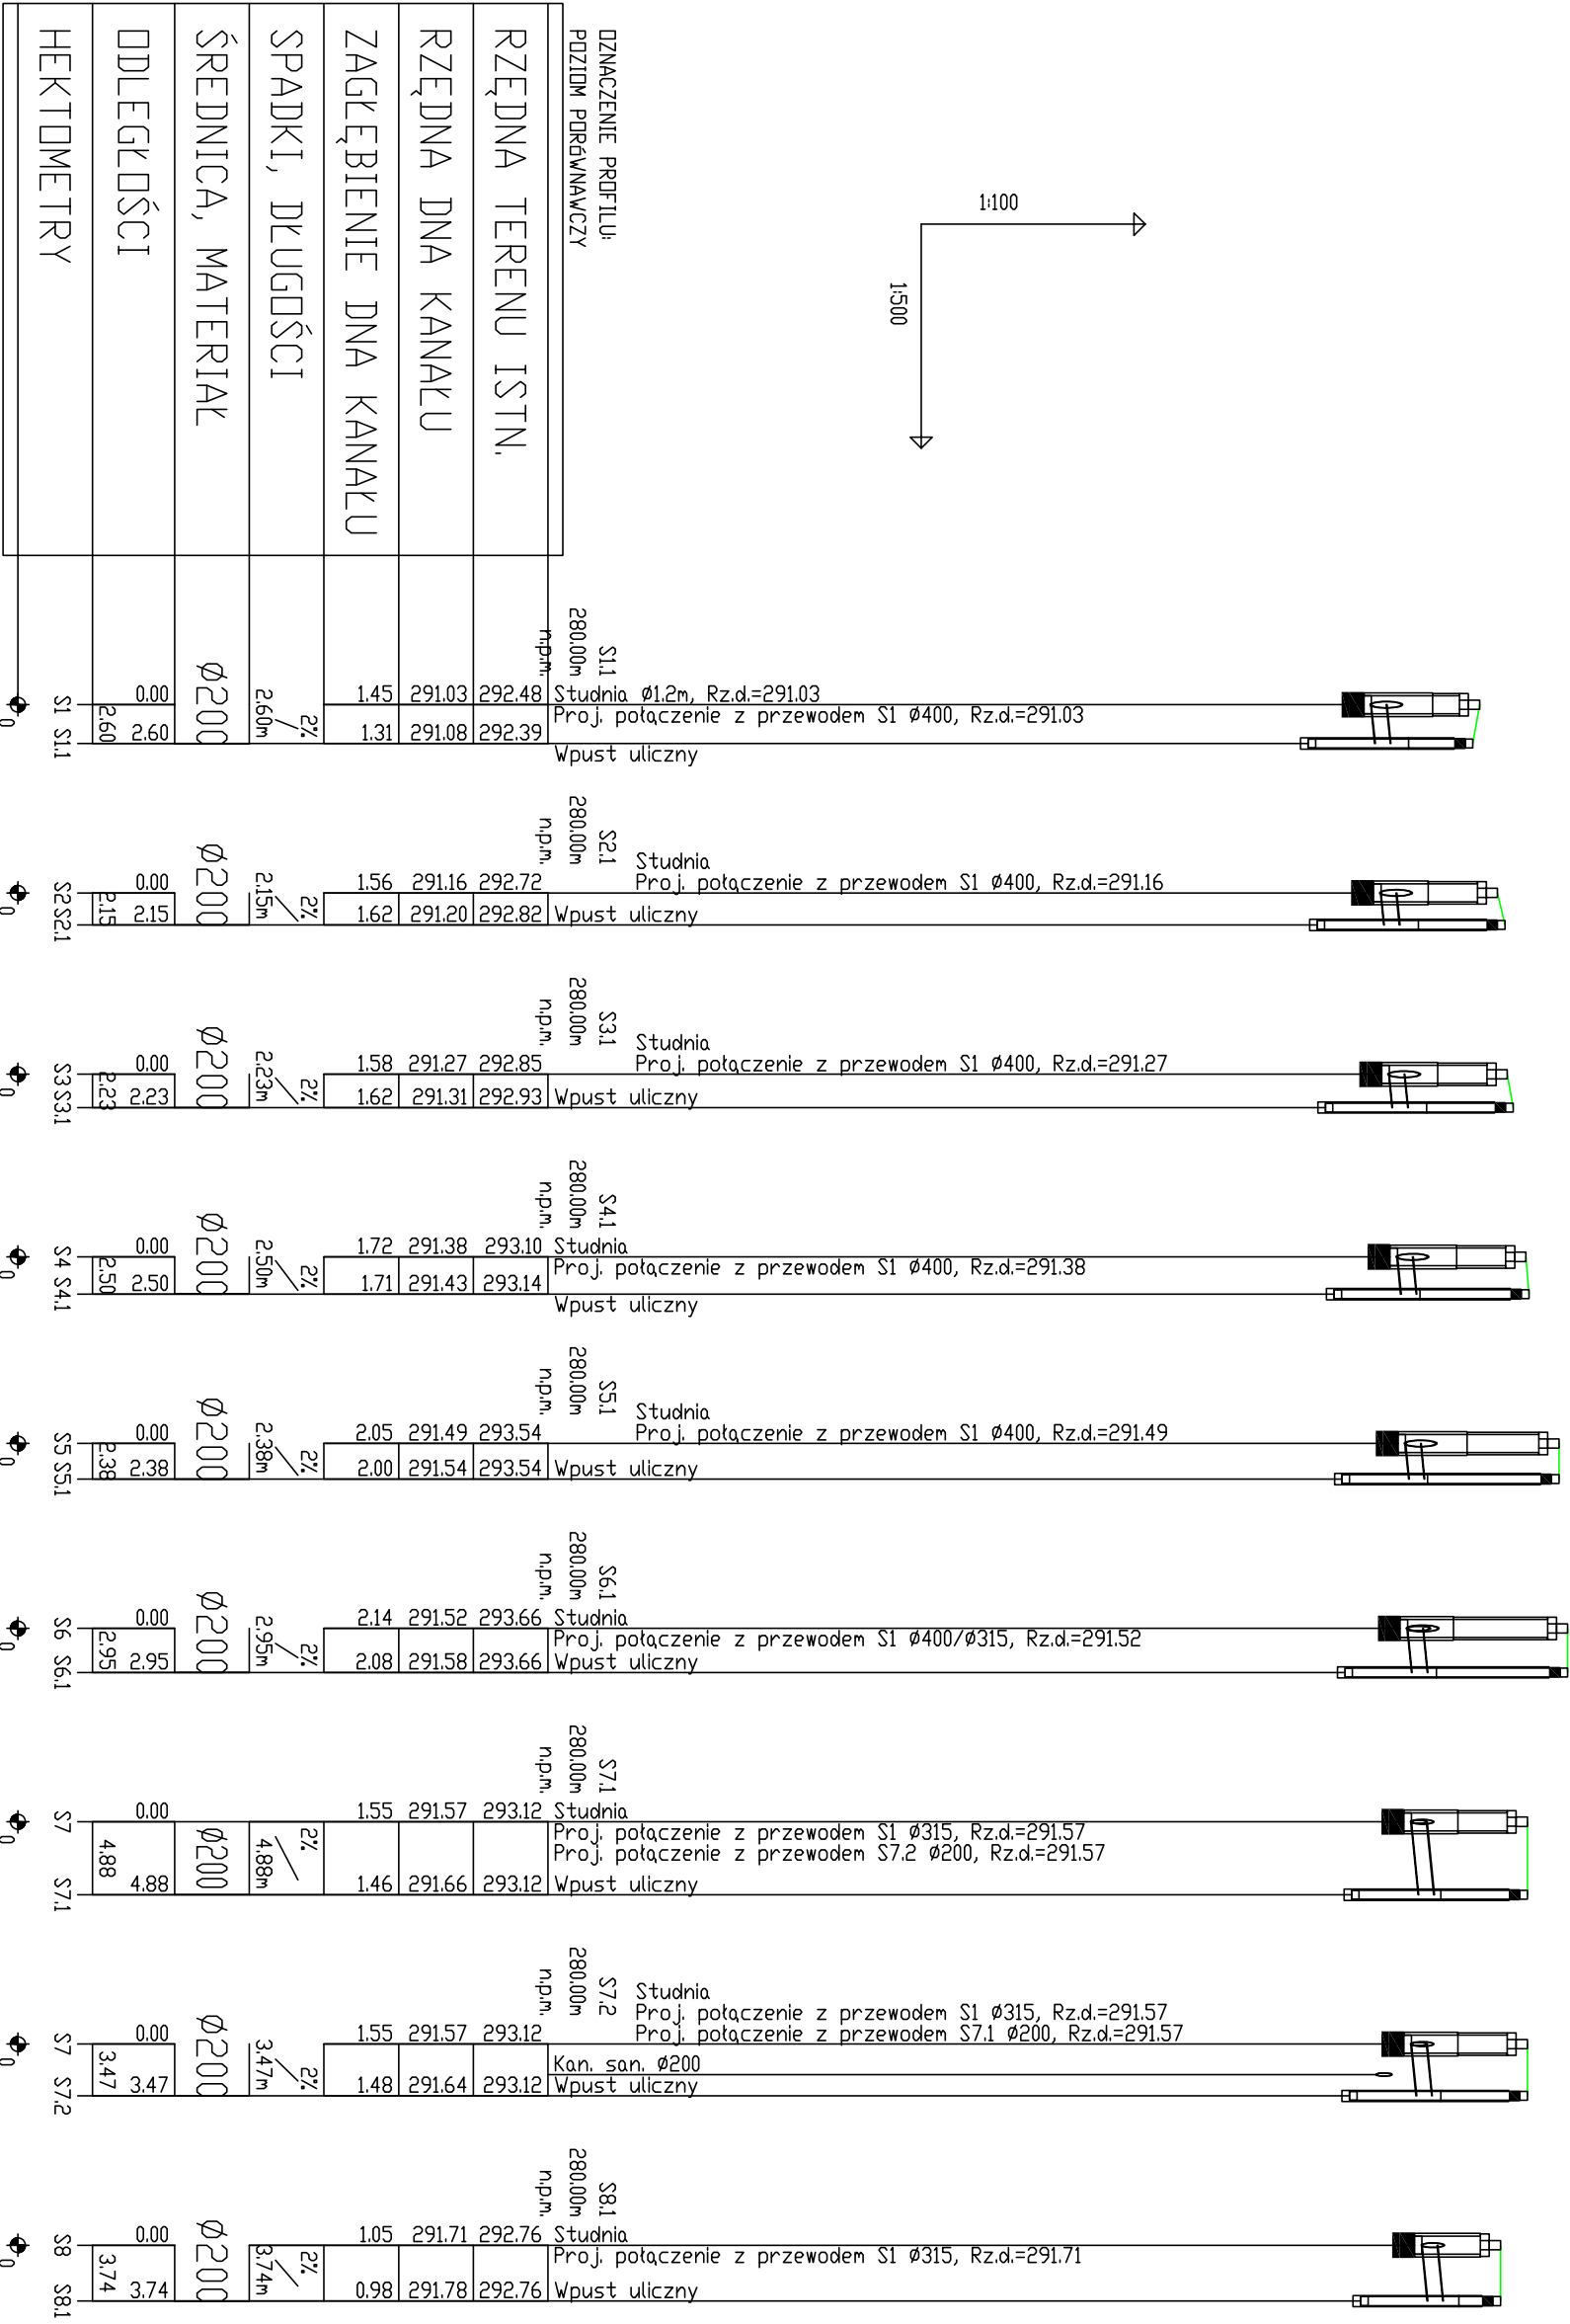 1:100
1:500
OZNACZENIE PROFILU:
POZIOM PORÓWNAWCZY
RZĘDNA TERENU ISTN.
RZĘDNA DNA KANAŁU
ZAGŁĘBIENIE DNA KANAŁU
SPADKI, DŁUGOŚCI
ŚREDNICA, MATERIAŁ
ODLEGŁOŚCI
HEKTOMETRY
S1.1
280.00m
n.p.m.
Studnia Ø1.2m, Rz.d.=291.03
Proj. połączenie z przewodem S1 Ø400, Rz.d.=291.03
Wpust uliczny
292.48
292.39
291.03
291.08
1.45
1.31
2%
2.60m
Ø200
0.00
2.60
2.60
S1
S1.1
0
S2.1
280.00m
n.p.m.
Studnia
Proj. połączenie z przewodem S1 Ø400, Rz.d.=291.16
Wpust uliczny
292.72
292.82
291.16
291.20
1.56
1.62
2%
2.15m
Ø200
0.00
2.15
2.15
S2
S2.1
0
S3.1
280.00m
n.p.m.
Studnia
Proj. połączenie z przewodem S1 Ø400, Rz.d.=291.27
Wpust uliczny
292.85
292.93
291.27
291.31
1.58
1.62
2%
2.23m
Ø200
0.00
2.23
2.23
S3
S3.1
0
S4.1
280.00m
n.p.m.
Studnia
Proj. połączenie z przewodem S1 Ø400, Rz.d.=291.38
Wpust uliczny
293.10
293.14
291.38
291.43
1.72
1.71
2%
2.50m
Ø200
0.00
2.50
2.50
S4
S4.1
0
S5.1
280.00m
n.p.m.
Studnia
Proj. połączenie z przewodem S1 Ø400, Rz.d.=291.49
Wpust uliczny
293.54
293.54
291.49
291.54
2.05
2.00
2%
2.38m
Ø200
0.00
2.38
2.38
S5
S5.1
0
S6.1
280.00m
n.p.m.
Studnia
Proj. połączenie z przewodem S1 Ø400/Ø315, Rz.d.=291.52
Wpust uliczny
293.66
293.66
291.52
291.58
2.14
2.08
2%
2.95m
Ø200
0.00
2.95
2.95
S6
S6.1
0
S7.1
280.00m
n.p.m.
Studnia
Proj. połączenie z przewodem S1 Ø315, Rz.d.=291.57
Proj. połączenie z przewodem S7.2 Ø200, Rz.d.=291.57
Wpust uliczny
293.12
293.12
291.57
291.66
1.55
1.46
2%
4.88m
Ø200
0.00
4.88
4.88
S7
S7.1
0
S7.2
280.00m
n.p.m.
Studnia
Proj. połączenie z przewodem S1 Ø315, Rz.d.=291.57
Proj. połączenie z przewodem S7.1 Ø200, Rz.d.=291.57
Kan. san. Ø200
Wpust uliczny
293.12
293.12
291.57
291.64
1.55
1.48
2%
3.47m
Ø200
0.00
3.47
3.47
S7
S7.2
0
S8.1
280.00m
n.p.m.
Studnia
Proj. połączenie z przewodem S1 Ø315, Rz.d.=291.71
Wpust uliczny
292.76
292.76
291.71
291.78
1.05
0.98
2%
3.74m
Ø200
0.00
3.74
3.74
S8
S8.1
0